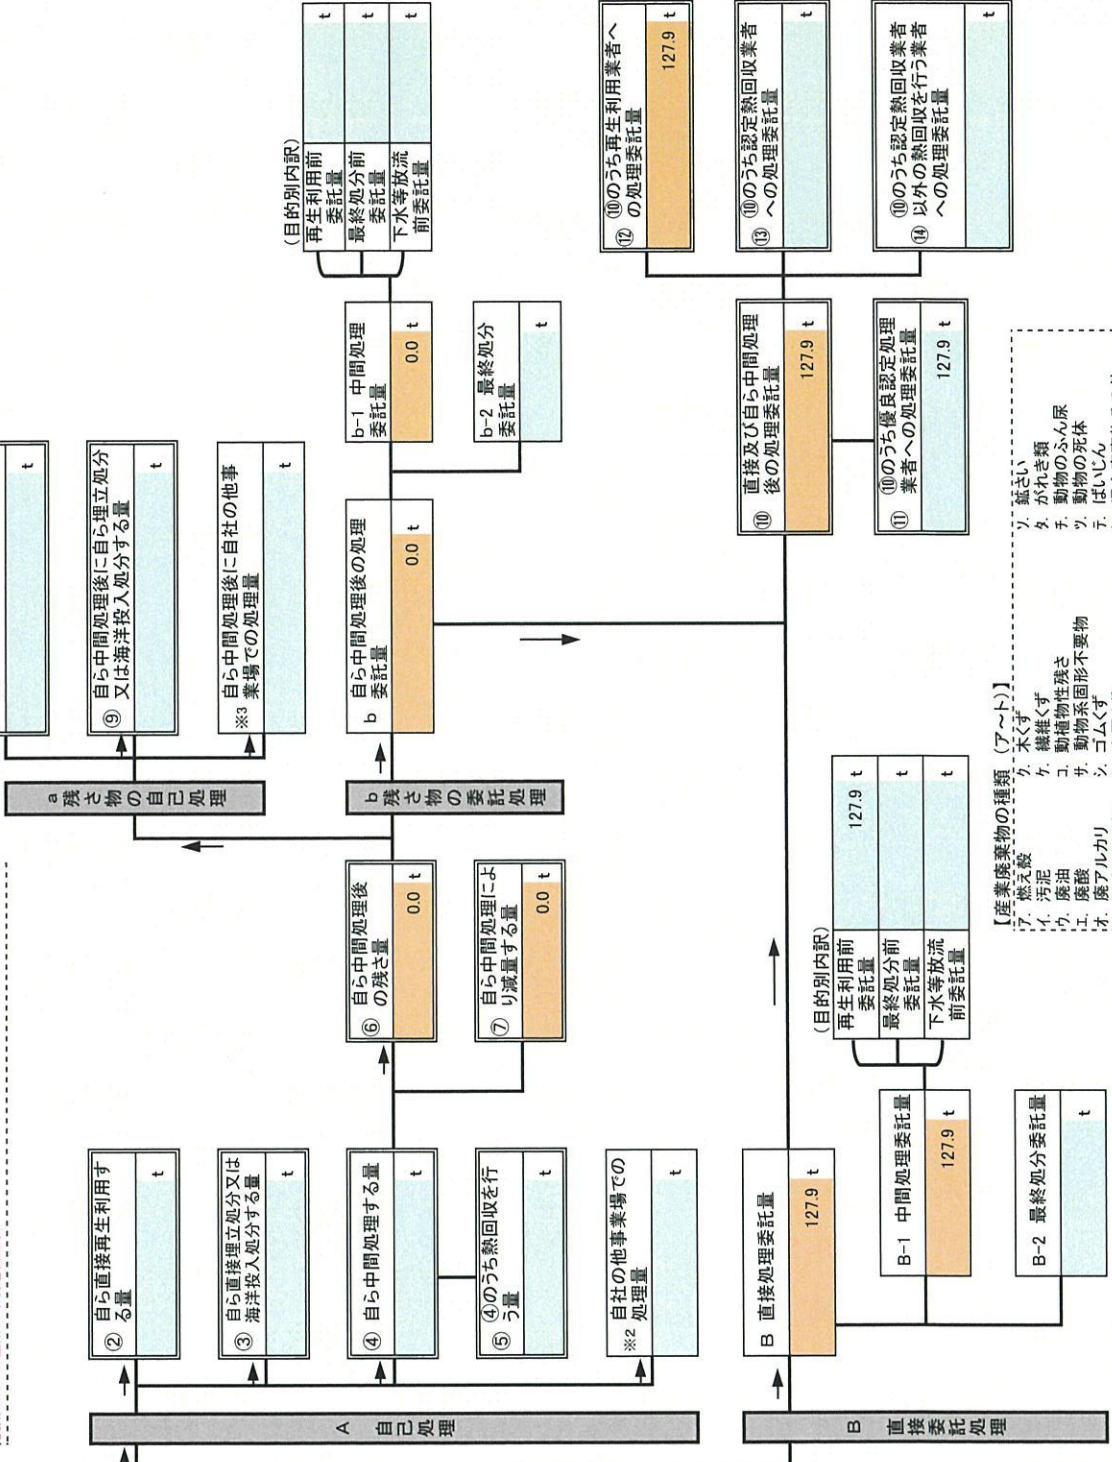 A 自己処理
② 自ら直接再生利用す
る量
t
③ 自ら直接埋立処分又は
海洋投入処分する量
t
④ 自ら中間処理する量
t
⑤ ④のうち熱回収を行
う量
t
※2 自社の他事業場での
処理量
t
⑥ 自ら中間処理後
の残さ量
0.0 t
⑦ 自ら中間処理によ
り減量する量
0.0 t
a 残さ物の自己処理
t
⑨ 自ら中間処理後に自ら埋立処分
又は海洋投入処分する量
t
※3 自ら中間処理後に自社の他事
業場での処理量
t
b 残さ物の委託処理
b 自ら中間処理後の処理
委託量
0.0 t
b-1 中間処理
委託量
0.0 t
b-2 最終処分
委託量
t
(目的別内訳)
再生利用前
委託量
t
最終処分前
委託量
t
下水等放流
前委託量
t
B 直接委託処理
B 直接処理委託量
127.9 t
B-1 中間処理委託量
127.9 t
B-2 最終処分委託量
t
(目的別内訳)
再生利用前
委託量
127.9 t
最終処分前
委託量
t
下水等放流
前委託量
t
⑩ 直接及び自ら中間処理
後の処理委託量
127.9 t
⑪ ⑩のうち優良認定処理
業者への処理委託量
127.9 t
⑫ ⑩のうち再生利用業者へ
の処理委託量
127.9 t
⑬ ⑩のうち認定熱回収業者
への処理委託量
t
⑭ ⑩のうち認定熱回収業者
以外の熱回収を行う業者
への処理委託量
t
【産業廃棄物の種類 (ア～ト)】
ア. 燃え殻 ク. 木くず ソ. 鉱さい
イ. 汚泥 ケ. 繊維くず タ. がれき類
ウ. 廃油 コ. 動植物性残さ チ. 動物のふん尿
エ. 廃酸 サ. 動物系固形不要物 ツ. 動物の死体
オ. 廃アルカリ シ. ゴムくず テ. ばいじん